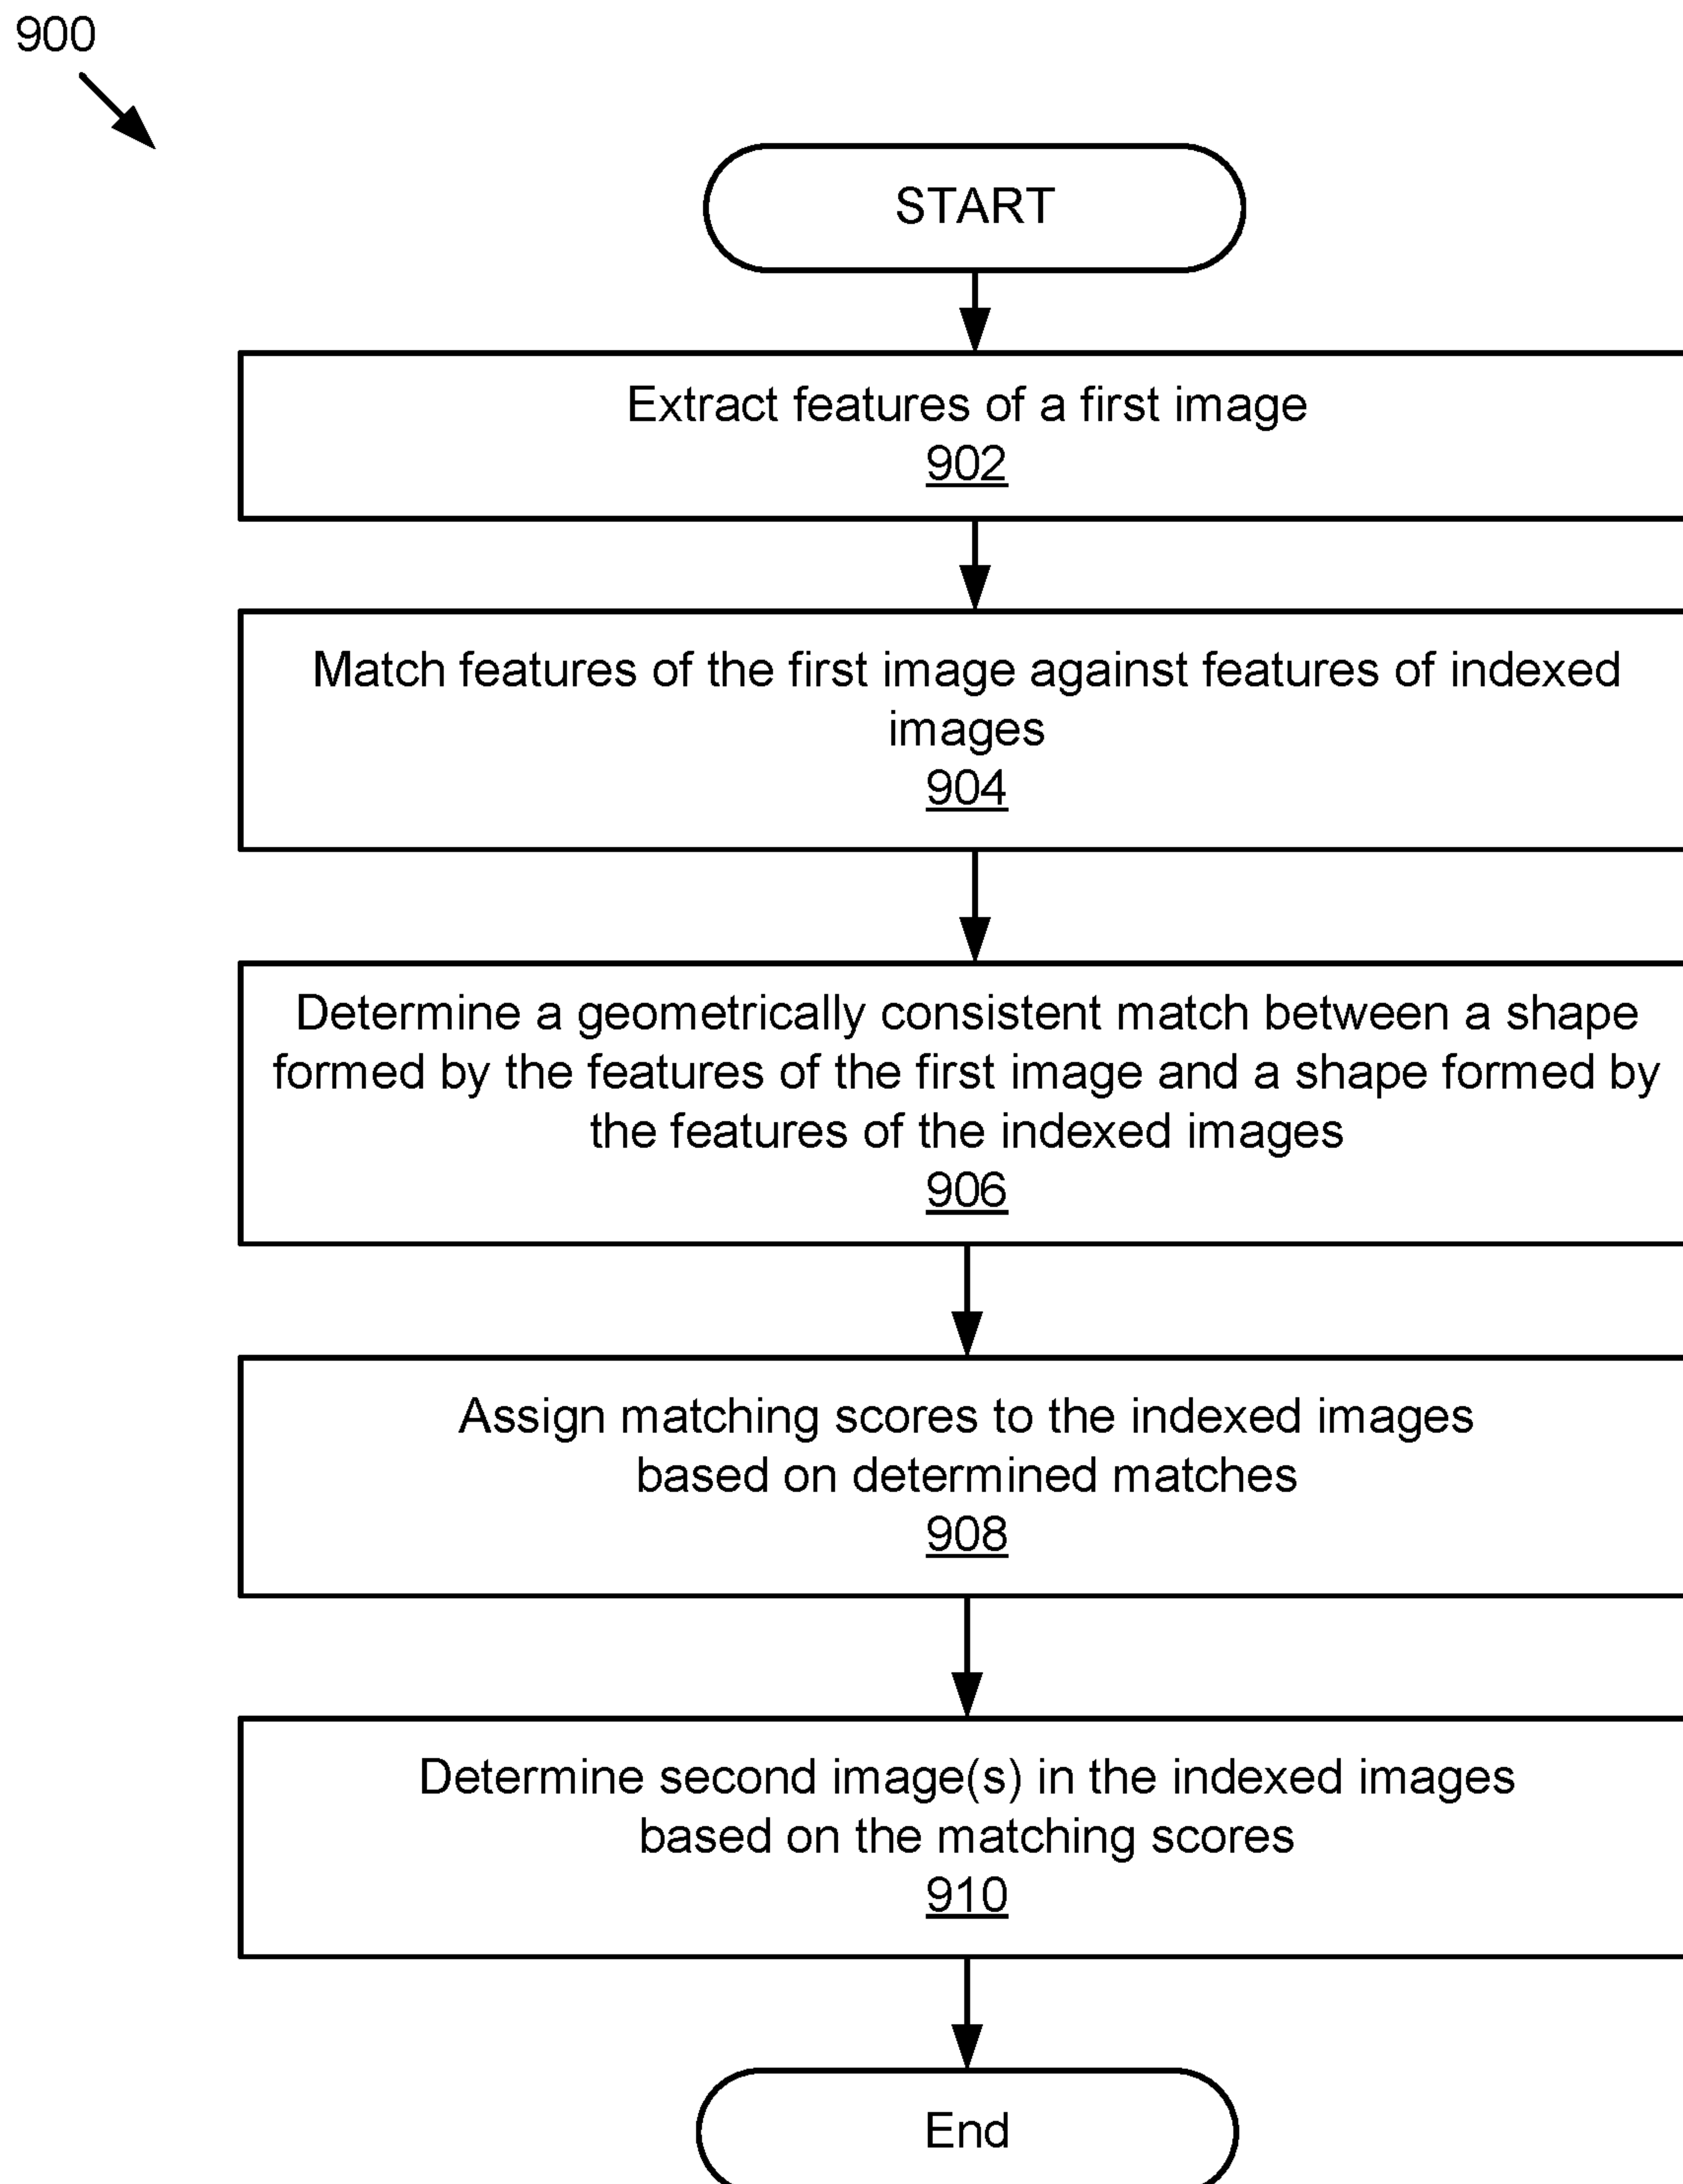 900
START
Extract features of a first image
902
Match features of the first image against features of indexed
images
904
Determine a geometrically consistent match between a shape
formed by the features of the first image and a shape formed by
the features of the indexed images
906
Assign matching scores to the indexed images
based on determined matches
908
Determine second image(s) in the indexed images
based on the matching scores
910
End